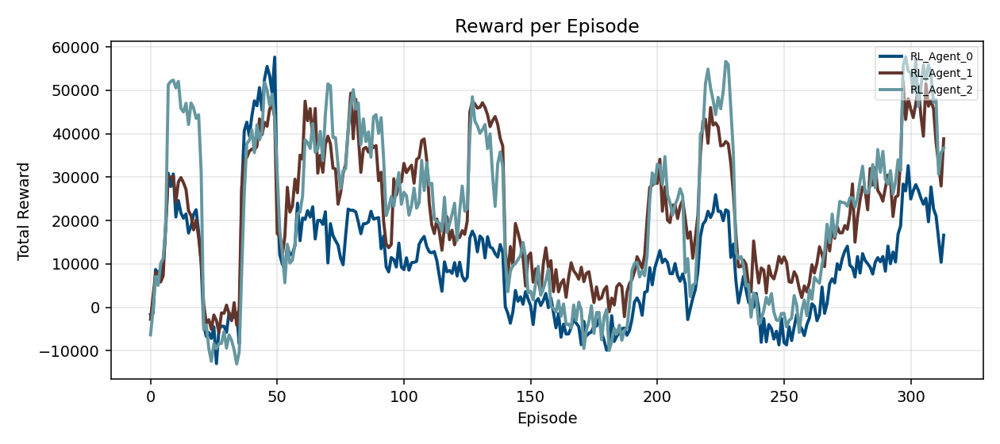 Reward per Episode
60000
50000
40000
30000
20000
10000
0
−10000
Total Reward
RL_Agent_0
RL_Agent_1
RL_Agent_2
0 50 100 150 200 250 300
Episode